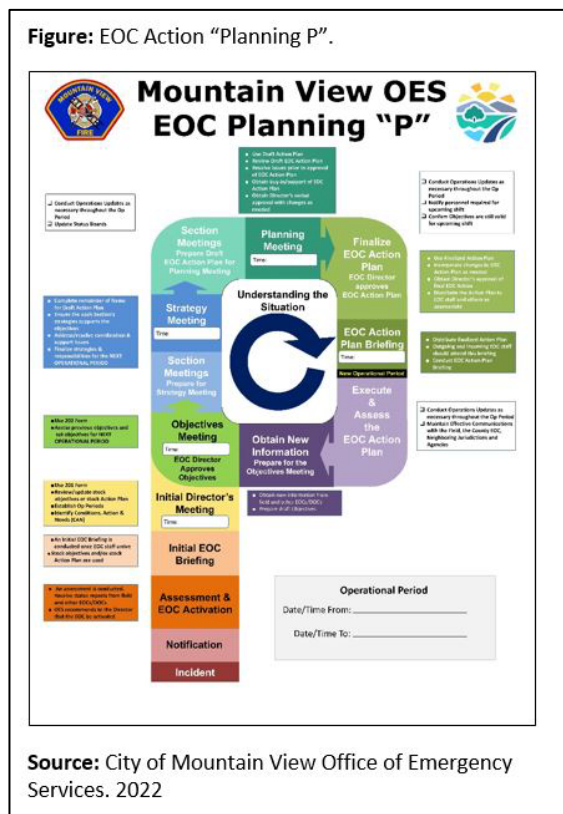 Figure: EOC Action “Planning P”.
MOUNTAIN VIEW
FIRE
Mountain View OES
EOC Planning “P”
Use Draft Action Plan
Review Draft EOC Action Plan
Resolve issues prior to approval
of EOC Action Plan
Obtain buy-in/support of EOC
Action Plan
Obtain Director's verbal
approval with changes as
needed
Conduct Operations Updates as
necessary throughout the Op
Period
Update Status Boards
Conduct Operations Updates as
necessary throughout the Op
Period
Notify personnel required for
upcoming shift
Confirm Objectives are still valid
for upcoming shift
Section
Meetings
Prepare Draft
EOC Action Plan for
Planning Meeting
Planning
Meeting
Time:
Finalize
EOC Action
Plan
EOC Director
approves
EOC Action Plan
Use Finalized Action Plan
Incorporate changes to EOC
Action Plan as needed
Obtain Director's approval of
final EOC Action
Distribute the Action Plan to
EOC staff and others as
appropriate
Complete remainder of forms
for Draft Action Plan
Ensure the each Section's
strategies supports the
objectives
support issues
Finalize strategies &
responsibilities for the NEXT
OPERATIONAL PERIOD
Strategy
Meeting
Time:
Understanding the
Situation
EOC Action
Plan Briefing
Time:
New Operational Period
Distribute finalized Action Plan
Outgoing and incoming EOC staff
should attend this briefing
Conduct EOC Action Plan
Briefing
Section
Meetings
Prepare for
Strategy Meeting
Execute
&
Assess
the
EOC Action
Plan
Conduct Operations Updates as
necessary throughout the Op Period
Maintain Effective Communications
with the Field, the County EOC,
Neighboring Jurisdictions and
Agencies
Use 202 Form
Assess previous objectives and
set objectives for NEXT
OPERATIONAL PERIOD
Objectives
Meeting
Time:
EOC Director
Approves
Objectives
Obtain New
Information
Prepare for the
Objectives Meeting
Obtain new information from
field and other EOCs/DOCs
Prepare draft Objectives
Use 201 Form
Review/update stock
objectives or stock Action Plan
Establish Op Periods
Identify Conditions, Action &
Needs (CAN)
Initial Director's
Meeting
Time:
An Initial EOC Briefing is
conducted once EOC staff arrive
Stock objectives and/or stock
Action Plan are used
Initial EOC
Briefing
An assessment is conducted.
Receive status reports from field
and other EOCs/DOCs
OES recommends to the Director
that the EOC be activated
Assessment &
EOC Activation
Notification
Incident
Operational Period
Date/Time From:
Date/Time To:
Source: City of Mountain View Office of Emergency
Services. 2022